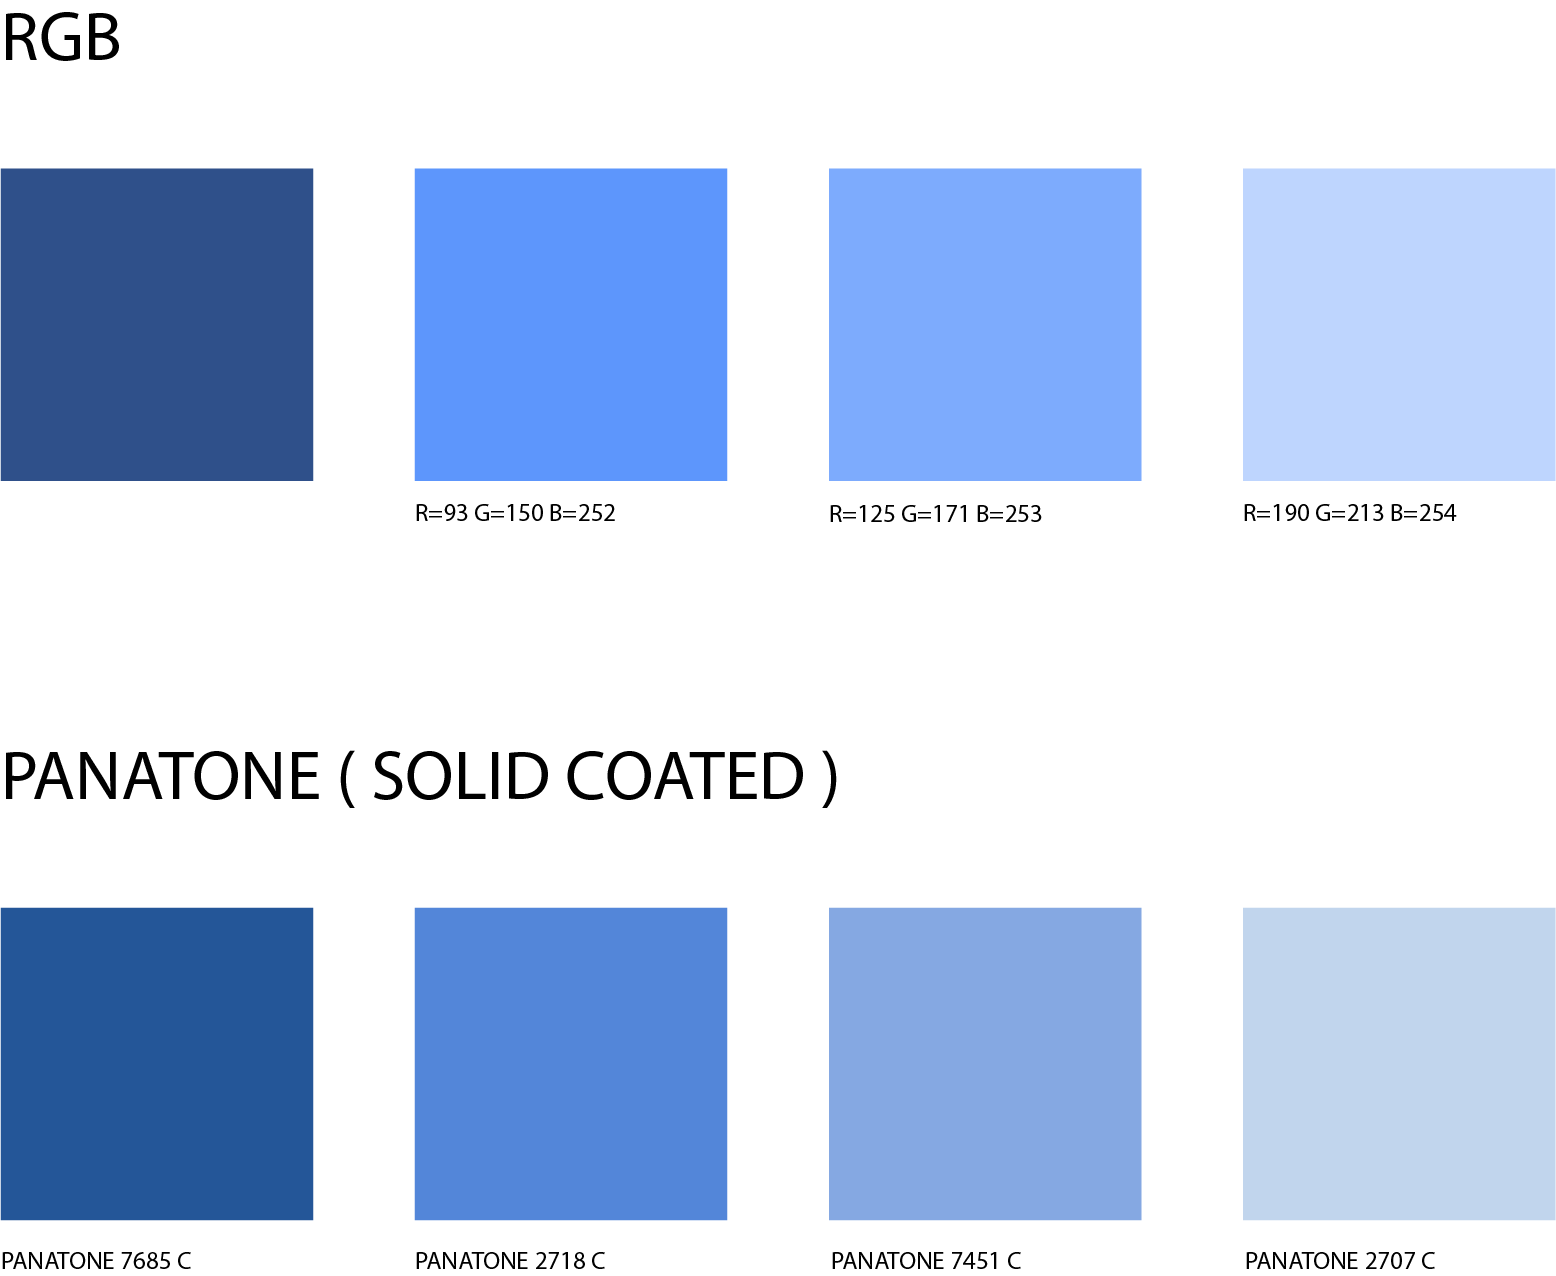 RGB
R=93 G=150 B=252
R=125 G=171 B=253
R=190 G=213 B=254
PANATONE ( SOLID COATED )
PANATONE 7685 C
PANATONE 2718 C
PANATONE 7451 C
PANATONE 2707 C